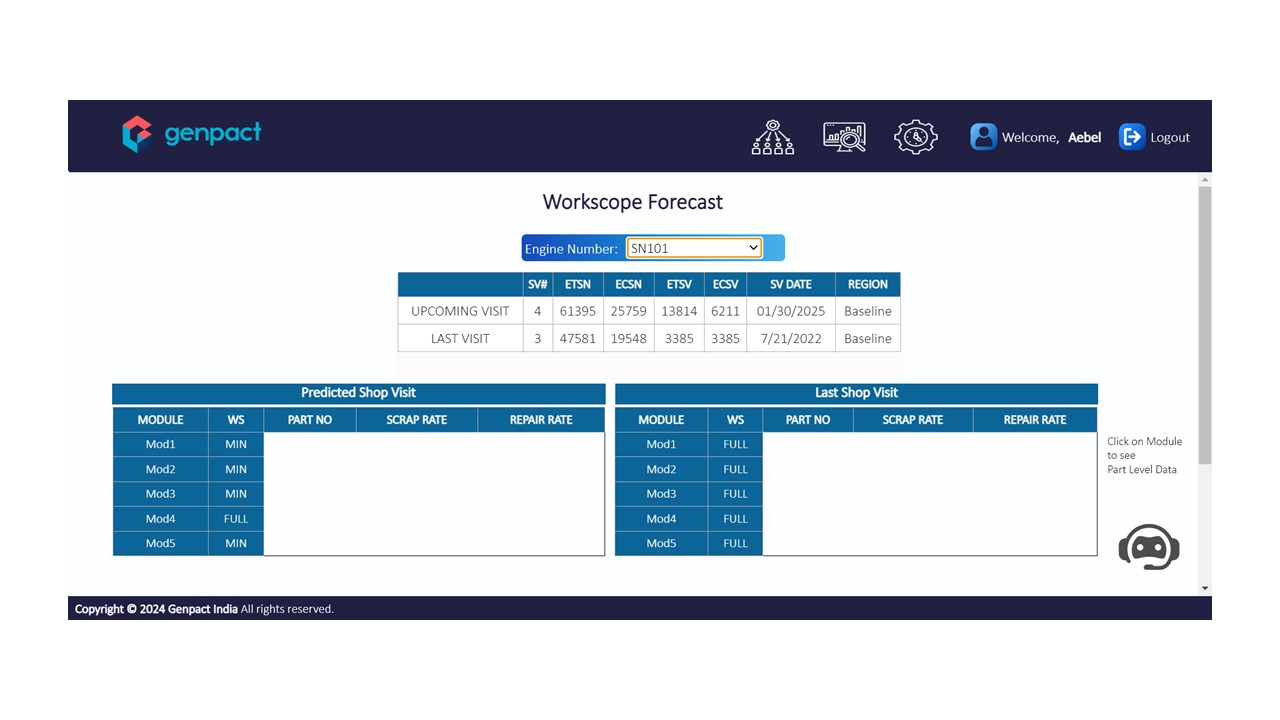 genpact
Welcome, Aebel
Logout
Workscope Forecast
Engine Number: SN101
SV# ETSN ECSN ETSV ECSV SV DATE REGION
UPCOMING VISIT 4 61395 25759 13814 6211 01/30/2025 Baseline
LAST VISIT 3 47581 19548 3385 3385 7/21/2022 Baseline
Predicted Shop Visit
MODULE WS PART NO SCRAP RATE REPAIR RATE
Mod1 MIN
Mod2 MIN
Mod3 MIN
Mod4 FULL
Mod5 MIN
Last Shop Visit
MODULE WS PART NO SCRAP RATE REPAIR RATE
Mod1 FULL
Mod2 FULL
Mod3 FULL
Mod4 FULL
Mod5 FULL
Click on Module
to see
Part Level Data
Copyright © 2024 Genpact India All rights reserved.